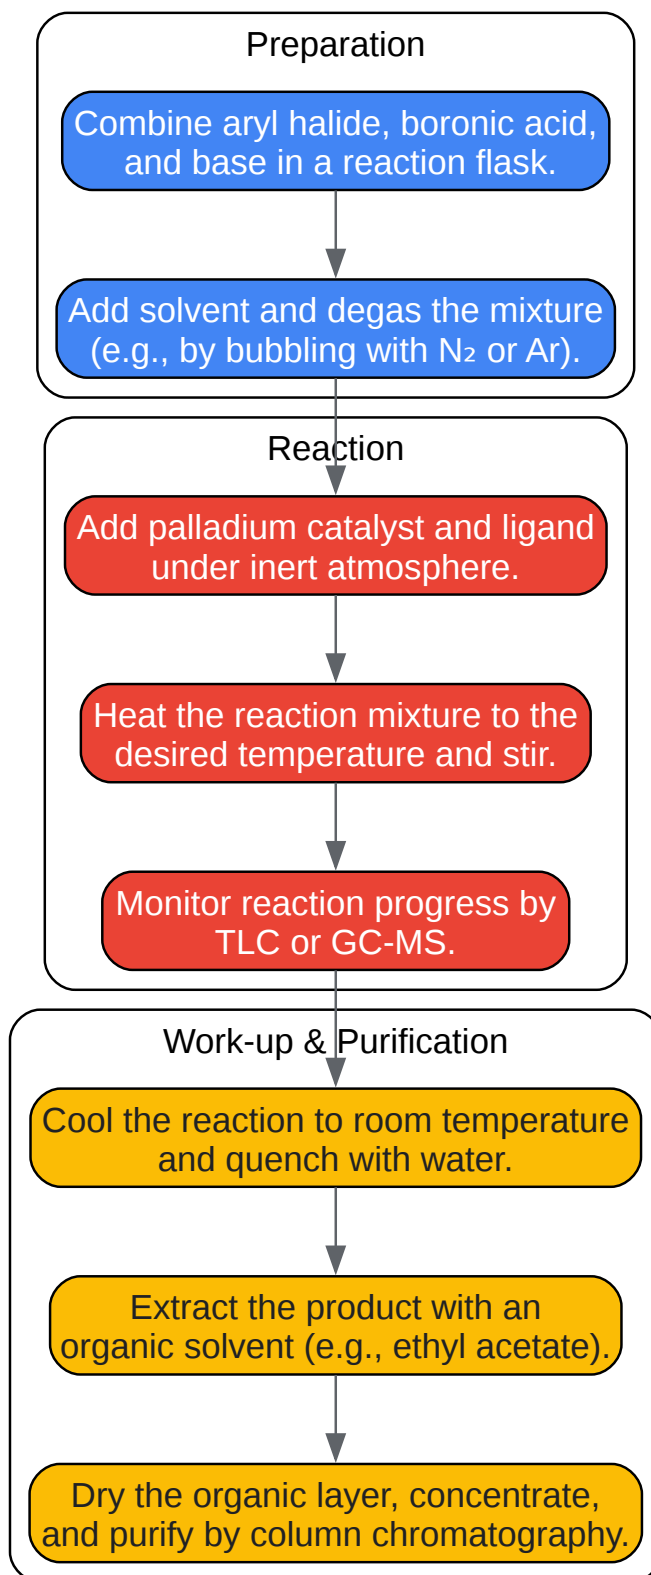 Preparation
Combine aryl halide, boronic acid,
and base in a reaction flask.
Add solvent and degas the mixture
(e.g., by bubbling with N₂ or Ar).
Reaction
Add palladium catalyst and ligand
under inert atmosphere.
Heat the reaction mixture to the
desired temperature and stir.
Monitor reaction progress by
TLC or GC-MS.
Work-up & Purification
Cool the reaction to room temperature
and quench with water.
Extract the product with an
organic solvent (e.g., ethyl acetate).
Dry the organic layer, concentrate,
and purify by column chromatography.